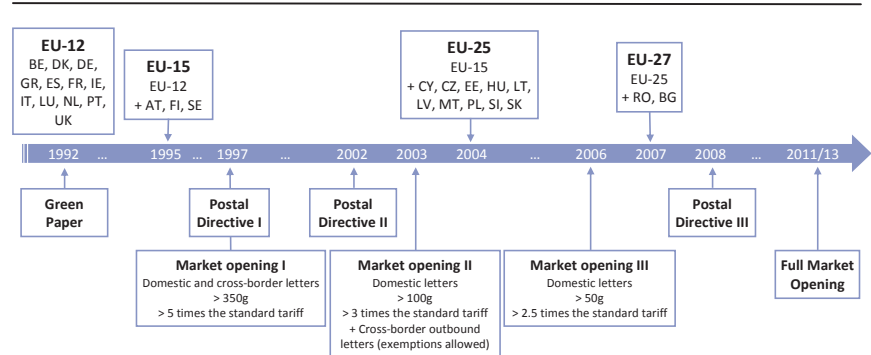 EU-12
BE, DK, DE,
GR, ES, FR, IE,
IT, LU, NL, PT,
UK
EU-15
EU-12
+ AT, FI, SE
EU-25
EU-15
+ CY, CZ, EE, HU, LT,
LV, MT, PL, SI, SK
EU-27
EU-25
+ RO, BG
1992 ... 1995 ... 1997 ... 2002 2003 2004 ... 2006 2007 2008 ... 2011/13
Green
Paper
Postal
Directive I
Postal
Directive II
Postal
Directive III
Market opening I
Domestic and cross-border letters
> 350g
> 5 times the standard tariff
Market opening II
Domestic letters
> 100g
> 3 times the standard tariff
+ Cross-border outbound
letters (exemptions allowed)
Market opening III
Domestic letters
> 50g
> 2.5 times the standard tariff
Full Market
Opening